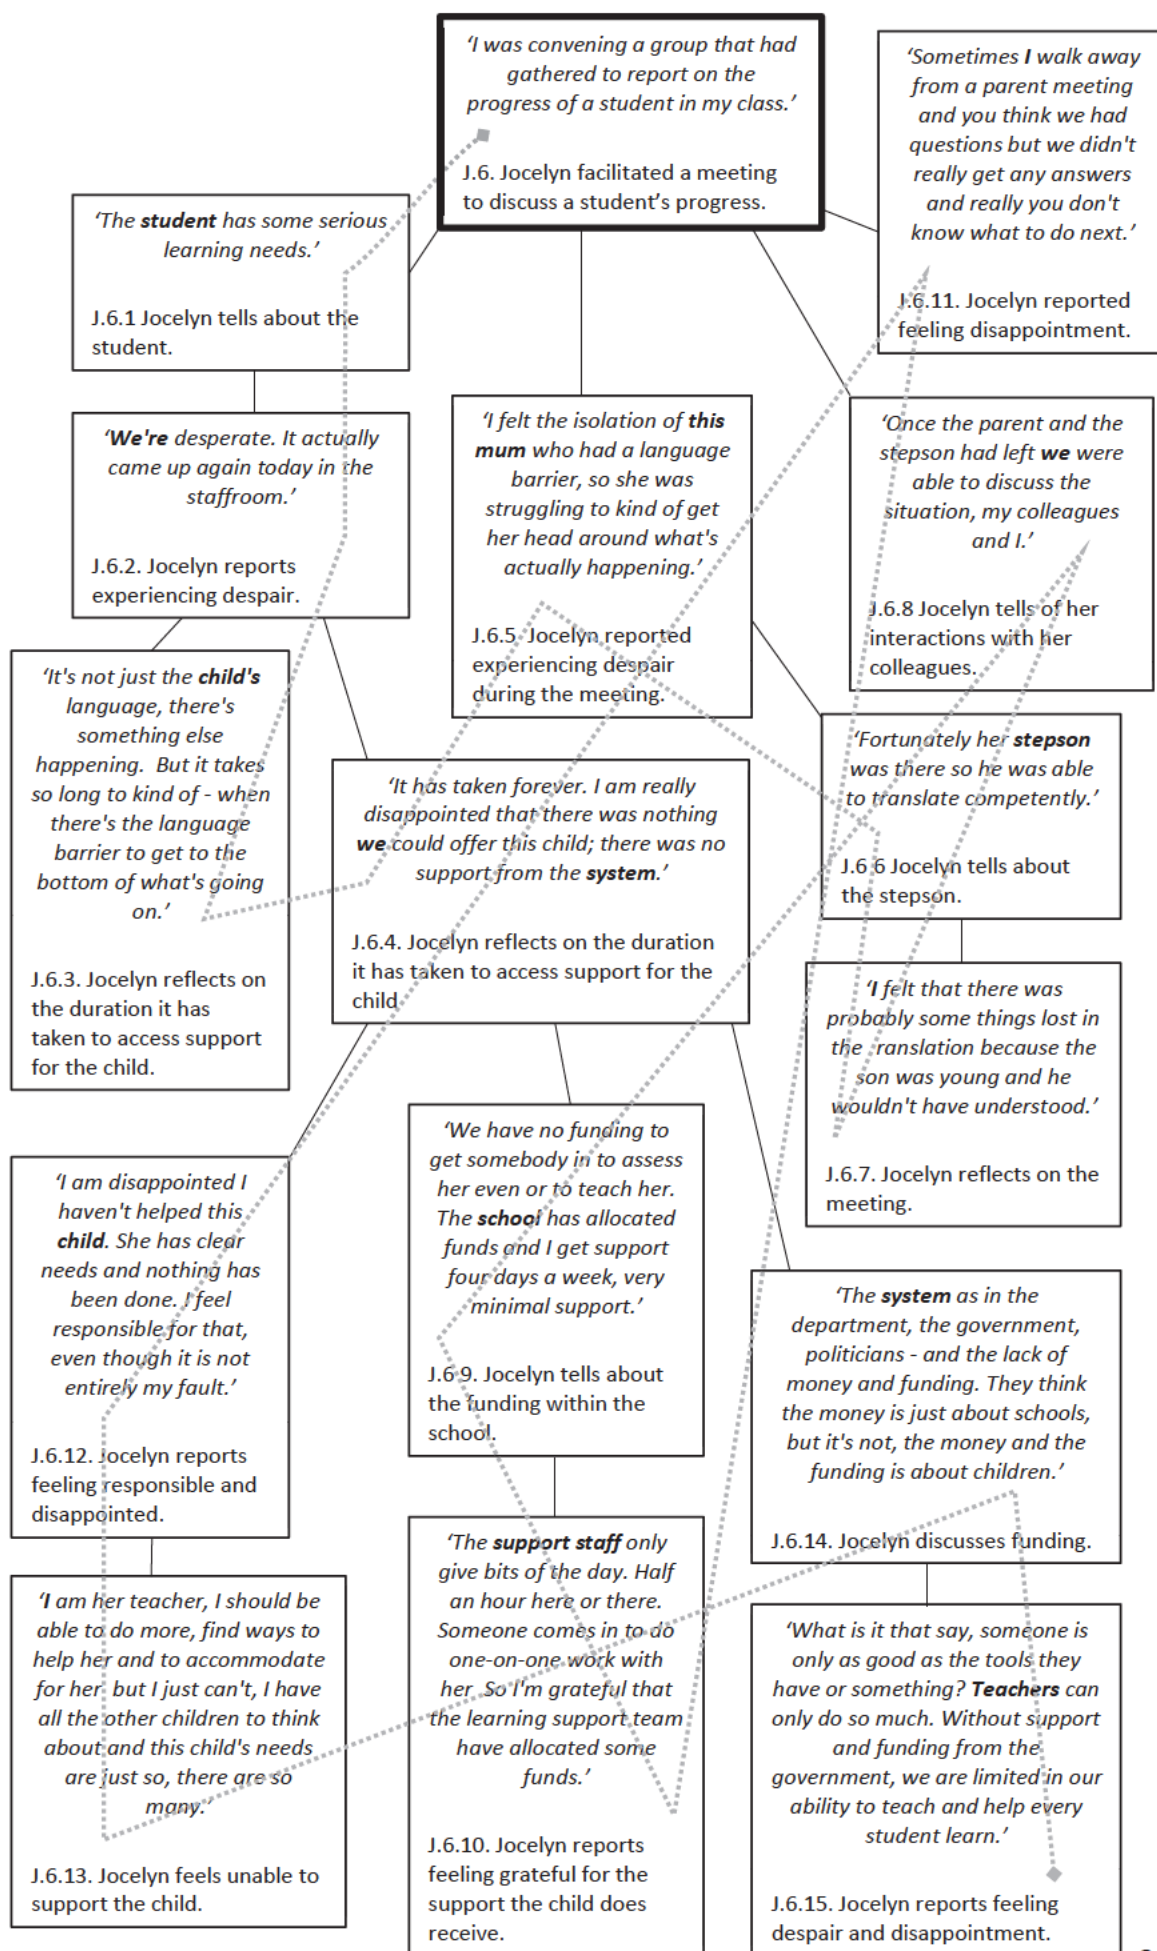 ‘I was convening a group that had
gathered to report on the
progress of a student in my class.’
J.6. Jocelyn facilitated a meeting
to discuss a student’s progress.
‘Sometimes I walk away
from a parent meeting
and you think we had
questions but we didn't
really get any answers
and really you don't
know what to do next.’
J.6.11. Jocelyn reported
feeling disappointment.
‘The student has some serious
learning needs.’
J.6.1 Jocelyn tells about the
student.
‘We're desperate. It actually
came up again today in the
staffroom.’
J.6.2. Jocelyn reports
experiencing despair.
‘I felt the isolation of this
mum who had a language
barrier, so she was
struggling to kind of get
her head around what's
actually happening.’
J.6.5. Jocelyn reported
experiencing despair
during the meeting.
‘Once the parent and the
stepson had left we were
able to discuss the
situation, my colleagues
and I.’
J.6.8 Jocelyn tells of her
interactions with her
colleagues.
‘It's not just the child's
language, there's
something else
happening. But it takes
so long to kind of - when
there's the language
barrier to get to the
bottom of what's going
on.’
J.6.3. Jocelyn reflects on
the duration it has
taken to access support
for the child.
‘It has taken forever. I am really
disappointed that there was nothing
we could offer this child; there was no
support from the system.’
J.6.4. Jocelyn reflects on the duration
it has taken to access support for the
child
‘Fortunately her stepson
was there so he was able
to translate competently.’
J.6.6 Jocelyn tells about
the stepson.
‘I felt that there was
probably some things lost in
the translation because the
son was young and he
wouldn't have understood.’
J.6.7. Jocelyn reflects on the
meeting.
‘I am disappointed I
haven't helped this
child. She has clear
needs and nothing has
been done. I feel
responsible for that,
even though it is not
entirely my fault.’
J.6.12. Jocelyn reports
feeling responsible and
disappointed.
‘We have no funding to
get somebody in to assess
her even or to teach her.
The school has allocated
funds and I get support
four days a week, very
minimal support.’
J.6.9. Jocelyn tells about
the funding within the
school.
‘The system as in the
department, the government,
politicians - and the lack of
money and funding. They think
the money is just about schools,
but it's not, the money and the
funding is about children.’
J.6.14. Jocelyn discusses funding.
‘I am her teacher, I should be
able to do more, find ways to
help her and to accommodate
for her but I just can't, I have
all the other children to think
about and this child's needs
are just so, there are so
many.’
J.6.13. Jocelyn feels unable to
support the child.
‘The support staff only
give bits of the day. Half
an hour here or there.
Someone comes in to do
one-on-one work with
her. So I'm grateful that
the learning support team
have allocated some
funds.’
J.6.10. Jocelyn reports
feeling grateful for the
support the child does
receive.
‘What is it that say, someone is
only as good as the tools they
have or something? Teachers can
only do so much. Without support
and funding from the
government, we are limited in our
ability to teach and help every
student learn.’
J.6.15. Jocelyn reports feeling
despair and disappointment.